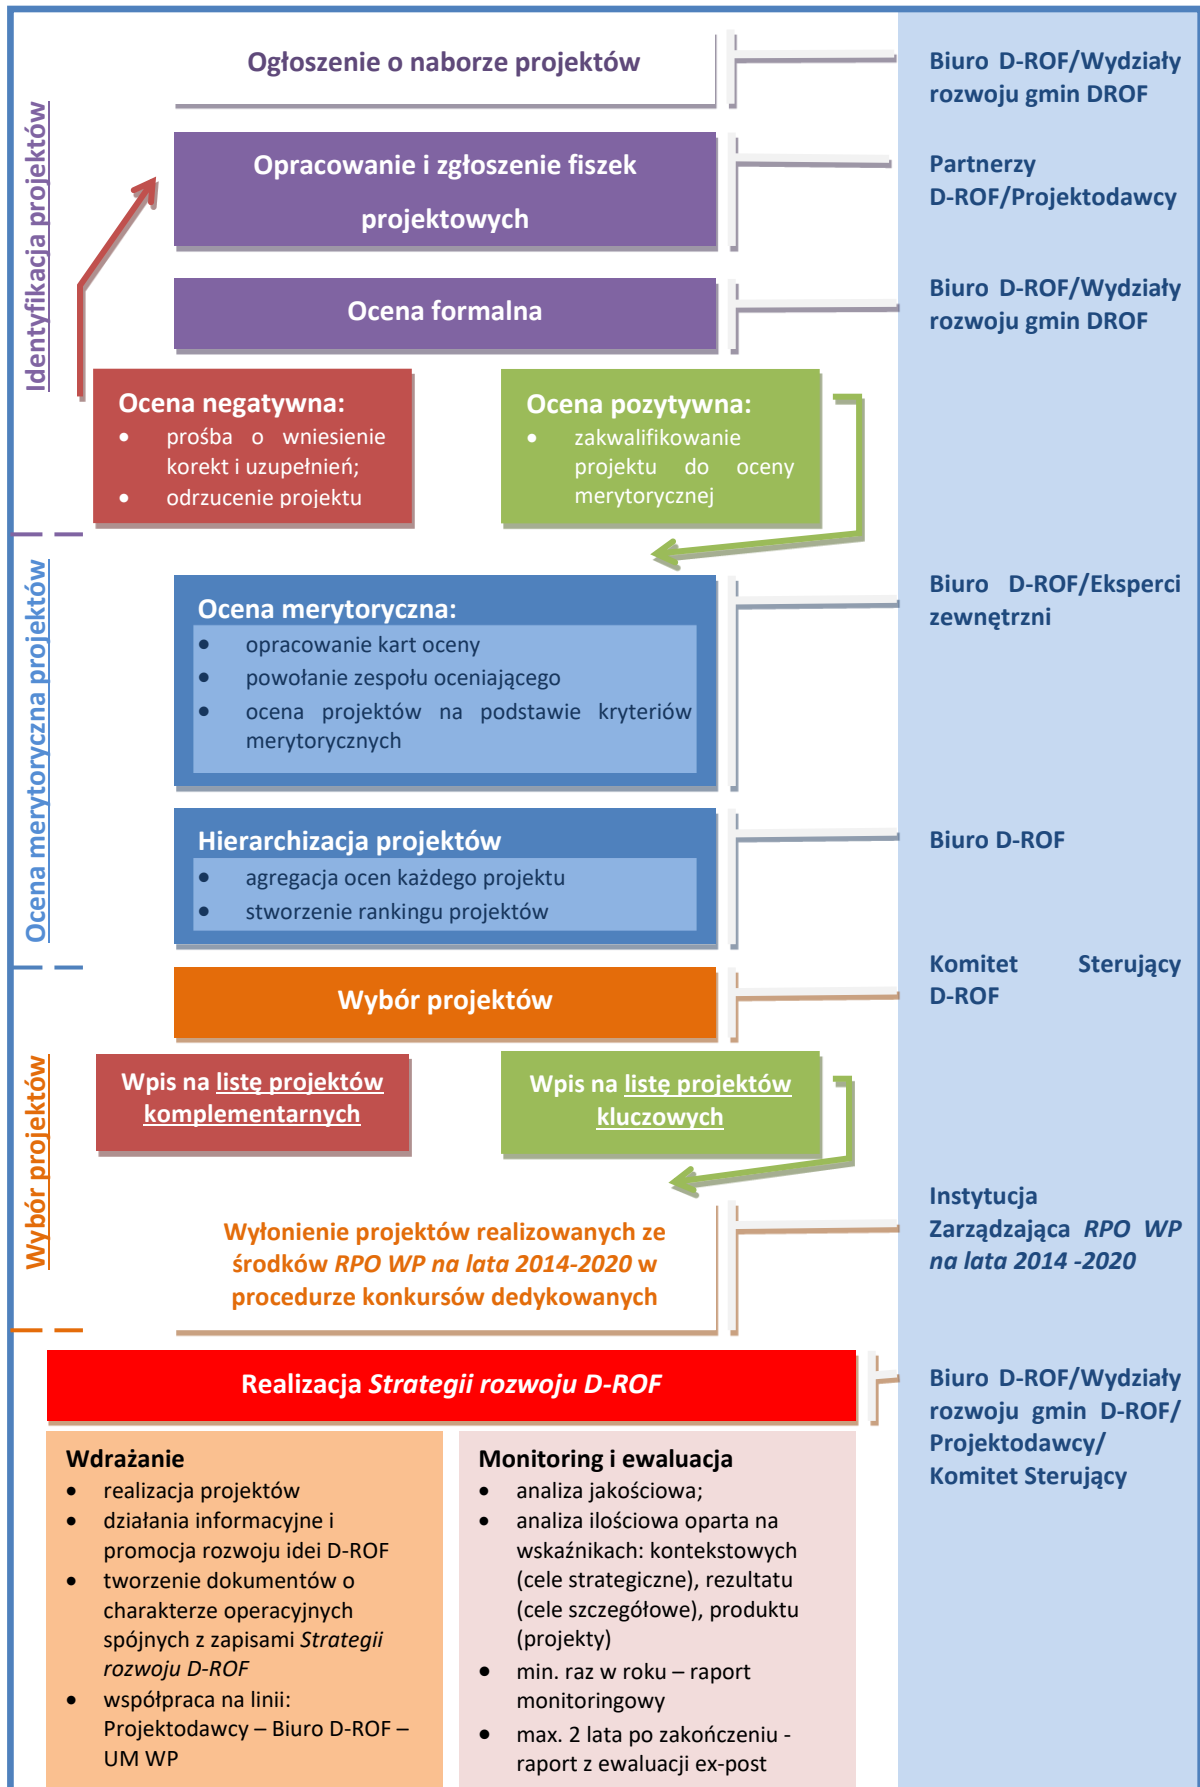 Identyfikacja projektów
Ogłoszenie o naborze projektów
Biuro D-ROF/Wydziały
rozwoju gmin DROF
Opracowanie i zgłoszenie fiszek
projektowych
Partnerzy
D-ROF/Projektodawcy
Ocena formalna
Biuro D-ROF/Wydziały
rozwoju gmin DROF
Ocena negatywna:
• prośba o wniesienie
korekt i uzupełnień;
• odrzucenie projektu
Ocena pozytywna:
• zakwalifikowanie
projektu do oceny
merytorycznej
Ocena merytoryczna projektów
Ocena merytoryczna:
• opracowanie kart oceny
• powołanie zespołu oceniającego
• ocena projektów na podstawie kryteriów
merytorycznych
Biuro D-ROF/Eksperci
zewnętrzni
Hierarchizacja projektów
• agregacja ocen każdego projektu
• stworzenie rankingu projektów
Biuro D-ROF
Wybór projektów
Wybór projektów
Komitet Sterujący
D-ROF
Wpis na listę projektów
komplementarnych
Wpis na listę projektów
kluczowych
Wyłonienie projektów realizowanych ze
środków RPO WP na lata 2014-2020 w
procedurze konkursów dedykowanych
Instytucja
Zarządzająca RPO WP
na lata 2014 -2020
Realizacja Strategii rozwoju D-ROF
Biuro D-ROF/Wydziały
rozwoju gmin D-ROF/
Projektodawcy/
Komitet Sterujący
Wdrażanie
• realizacja projektów
• działania informacyjne i
promocja rozwoju idei D-ROF
• tworzenie dokumentów o
charakterze operacyjnych
spójnych z zapisami Strategii
rozwoju D-ROF
• współpraca na linii:
Projektodawcy – Biuro D-ROF –
UM WP
Monitoring i ewaluacja
• analiza jakościowa;
• analiza ilościowa oparta na
wskaźnikach: kontekstowych
(cele strategiczne), rezultatu
(cele szczegółowe), produktu
(projekty)
• min. raz w roku – raport
monitoringowy
• max. 2 lata po zakończeniu -
raport z ewaluacji ex-post